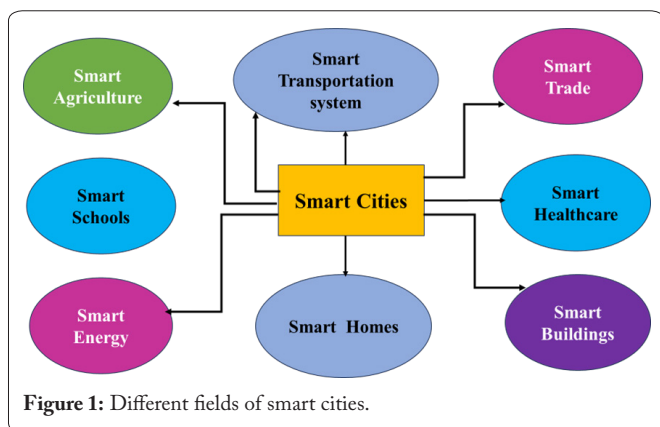 Smart
Agriculture
Smart
Transportation
system
Smart
Trade
Smart
Schools
Smart Cities
Smart
Healthcare
Smart
Energy
Smart Homes
Smart
Buildings
Figure 1: Different fields of smart cities.